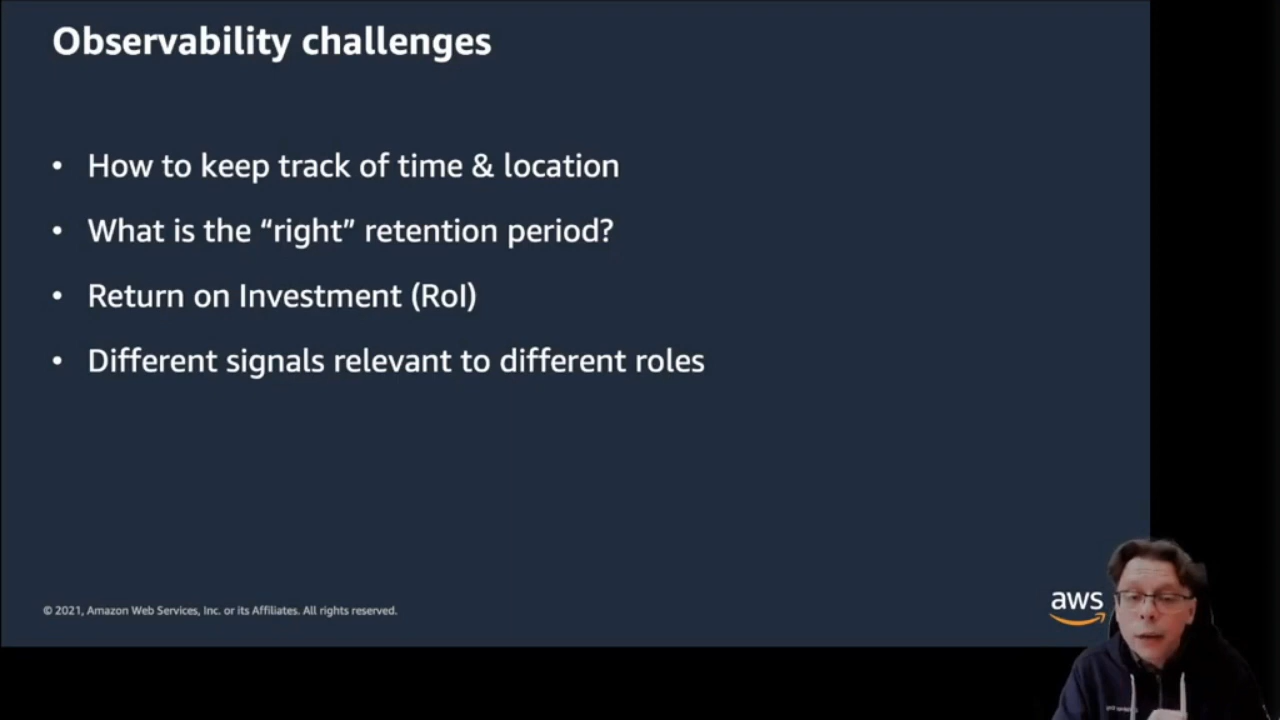 Observability challenges
• How to keep track of time & location
• What is the “right” retention period?
• Return on Investment (RoI)
• Different signals relevant to different roles
© 2021, Amazon Web Services, Inc. or its Affiliates. All rights reserved.
aws